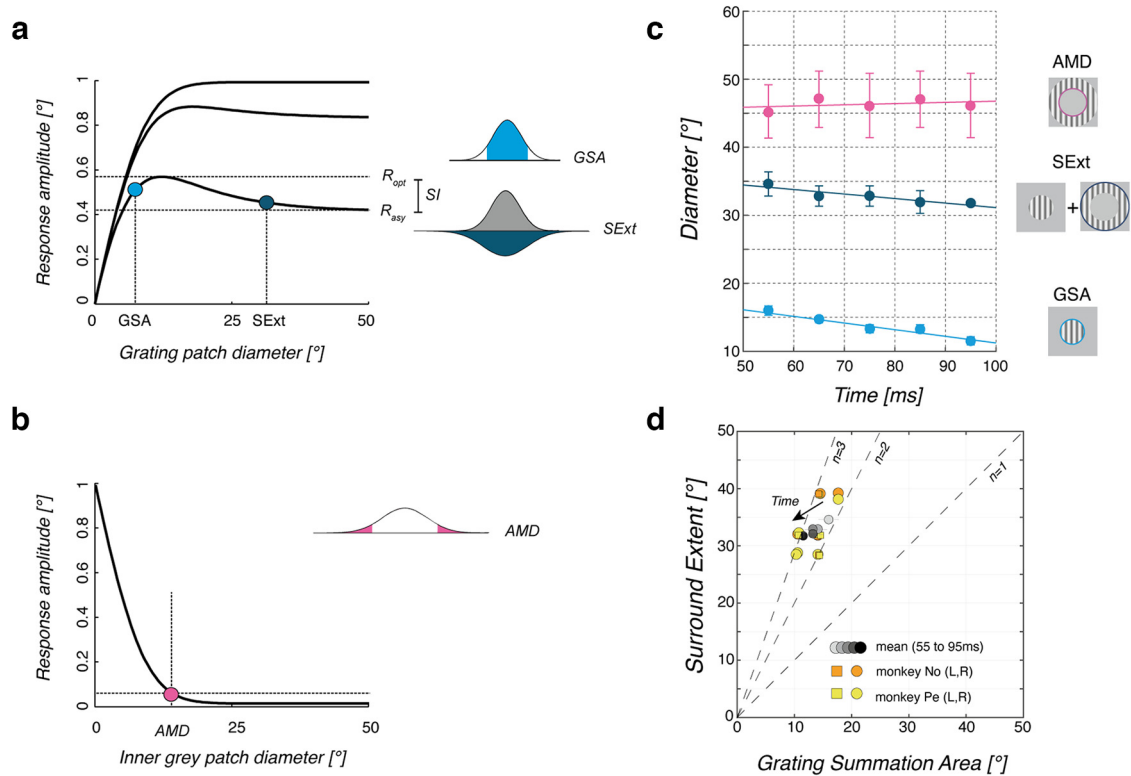 a
Response amplitude [°]
1
0.8
0.6
0.4
0.2
0
0
GSA
25
SExt
50
Grating patch diameter [°]
Ropt
SI
Rasy
GSA
SExt
b
Response amplitude [°]
1
0.8
0.6
0.4
0.2
0
0
AMD
25
50
Inner grey patch diameter [°]
AMD
c
Diameter [°]
60
50
40
30
20
10
50
60
70
80
90
100
Time [ms]
AMD
SExt
+
GSA
d
Surround Extent [°]
50
40
30
20
10
0
0
10
20
30
40
50
n=3
n=2
n=1
Time
mean (55 to 95ms)
monkey No (L,R)
monkey Pe (L,R)
Grating Summation Area [°]